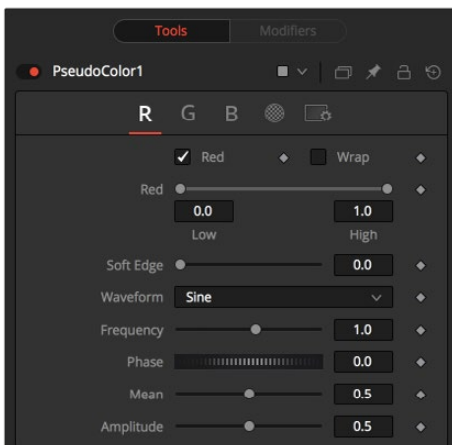 Tools Modifiers
PseudoColor1
R G B
Red Wrap
Red
0.0 1.0
Low High
Soft Edge 0.0
Waveform Sine
Frequency 1.0
Phase 0.0
Mean 0.5
Amplitude 0.5